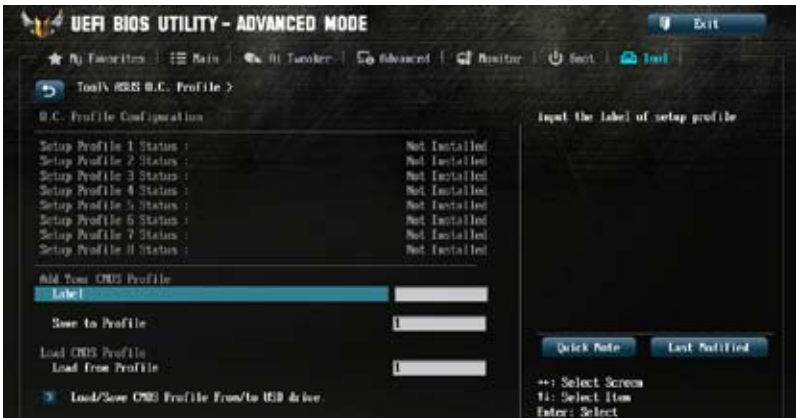 UEFI BIOS UTILITY – ADVANCED MODE
Exit
My Favorites
Main
Ai Tweaker
Advanced
Monitor
Boot
Tool
Tool\ ASUS O.C. Profile >
O.C. Profile Configuration
Input the label of setup profile
Setup Profile 1 Status : Not Installed
Setup Profile 2 Status : Not Installed
Setup Profile 3 Status : Not Installed
Setup Profile 4 Status : Not Installed
Setup Profile 5 Status : Not Installed
Setup Profile 6 Status : Not Installed
Setup Profile 7 Status : Not Installed
Setup Profile 8 Status : Not Installed
Add Your CMOS Profile
Label
Save to Profile 1
Load CMOS Profile
Load from Profile 1
Load/Save CMOS Profile From/to USB drive.
Quick Note
Last Modified
→←: Select Screen
↑↓: Select Item
Enter: Select